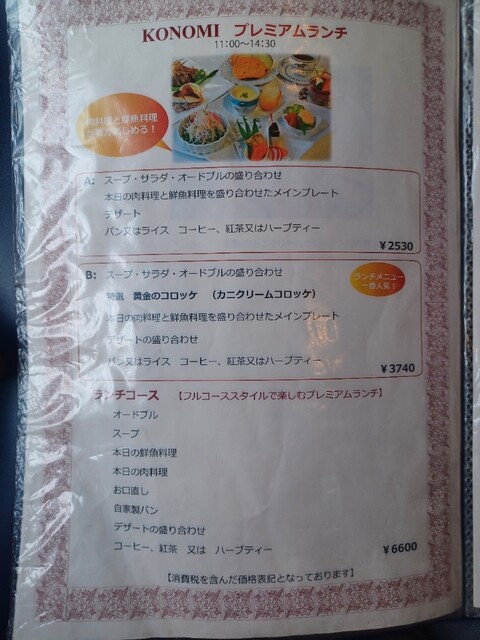 KONOMI プレミアムランチ
11:00～14:30
肉料理と鮮魚料理
が両方楽しめる！
A: スープ・サラダ・オードブルの盛り合わせ
本日の肉料理と鮮魚料理を盛り合わせたメインプレート
デザート
パン又はライス コーヒー、紅茶又はハーブティー
￥2530
B: スープ・サラダ・オードブルの盛り合わせ
ランチメニュー
一番人気！
特選 黄金のコロッケ （カニクリームコロッケ）
本日の肉料理と鮮魚料理を盛り合わせたメインプレート
デザートの盛り合わせ
パン又はライス コーヒー、紅茶又はハーブティー
￥3740
ランチコース 【フルコーススタイルで楽しむプレミアムランチ】
オードブル
スープ
本日の鮮魚料理
本日の肉料理
お口直し
自家製パン
デザートの盛り合わせ
コーヒー、紅茶 又は ハーブティー
￥6600
【消費税を含んだ価格表記となっております】